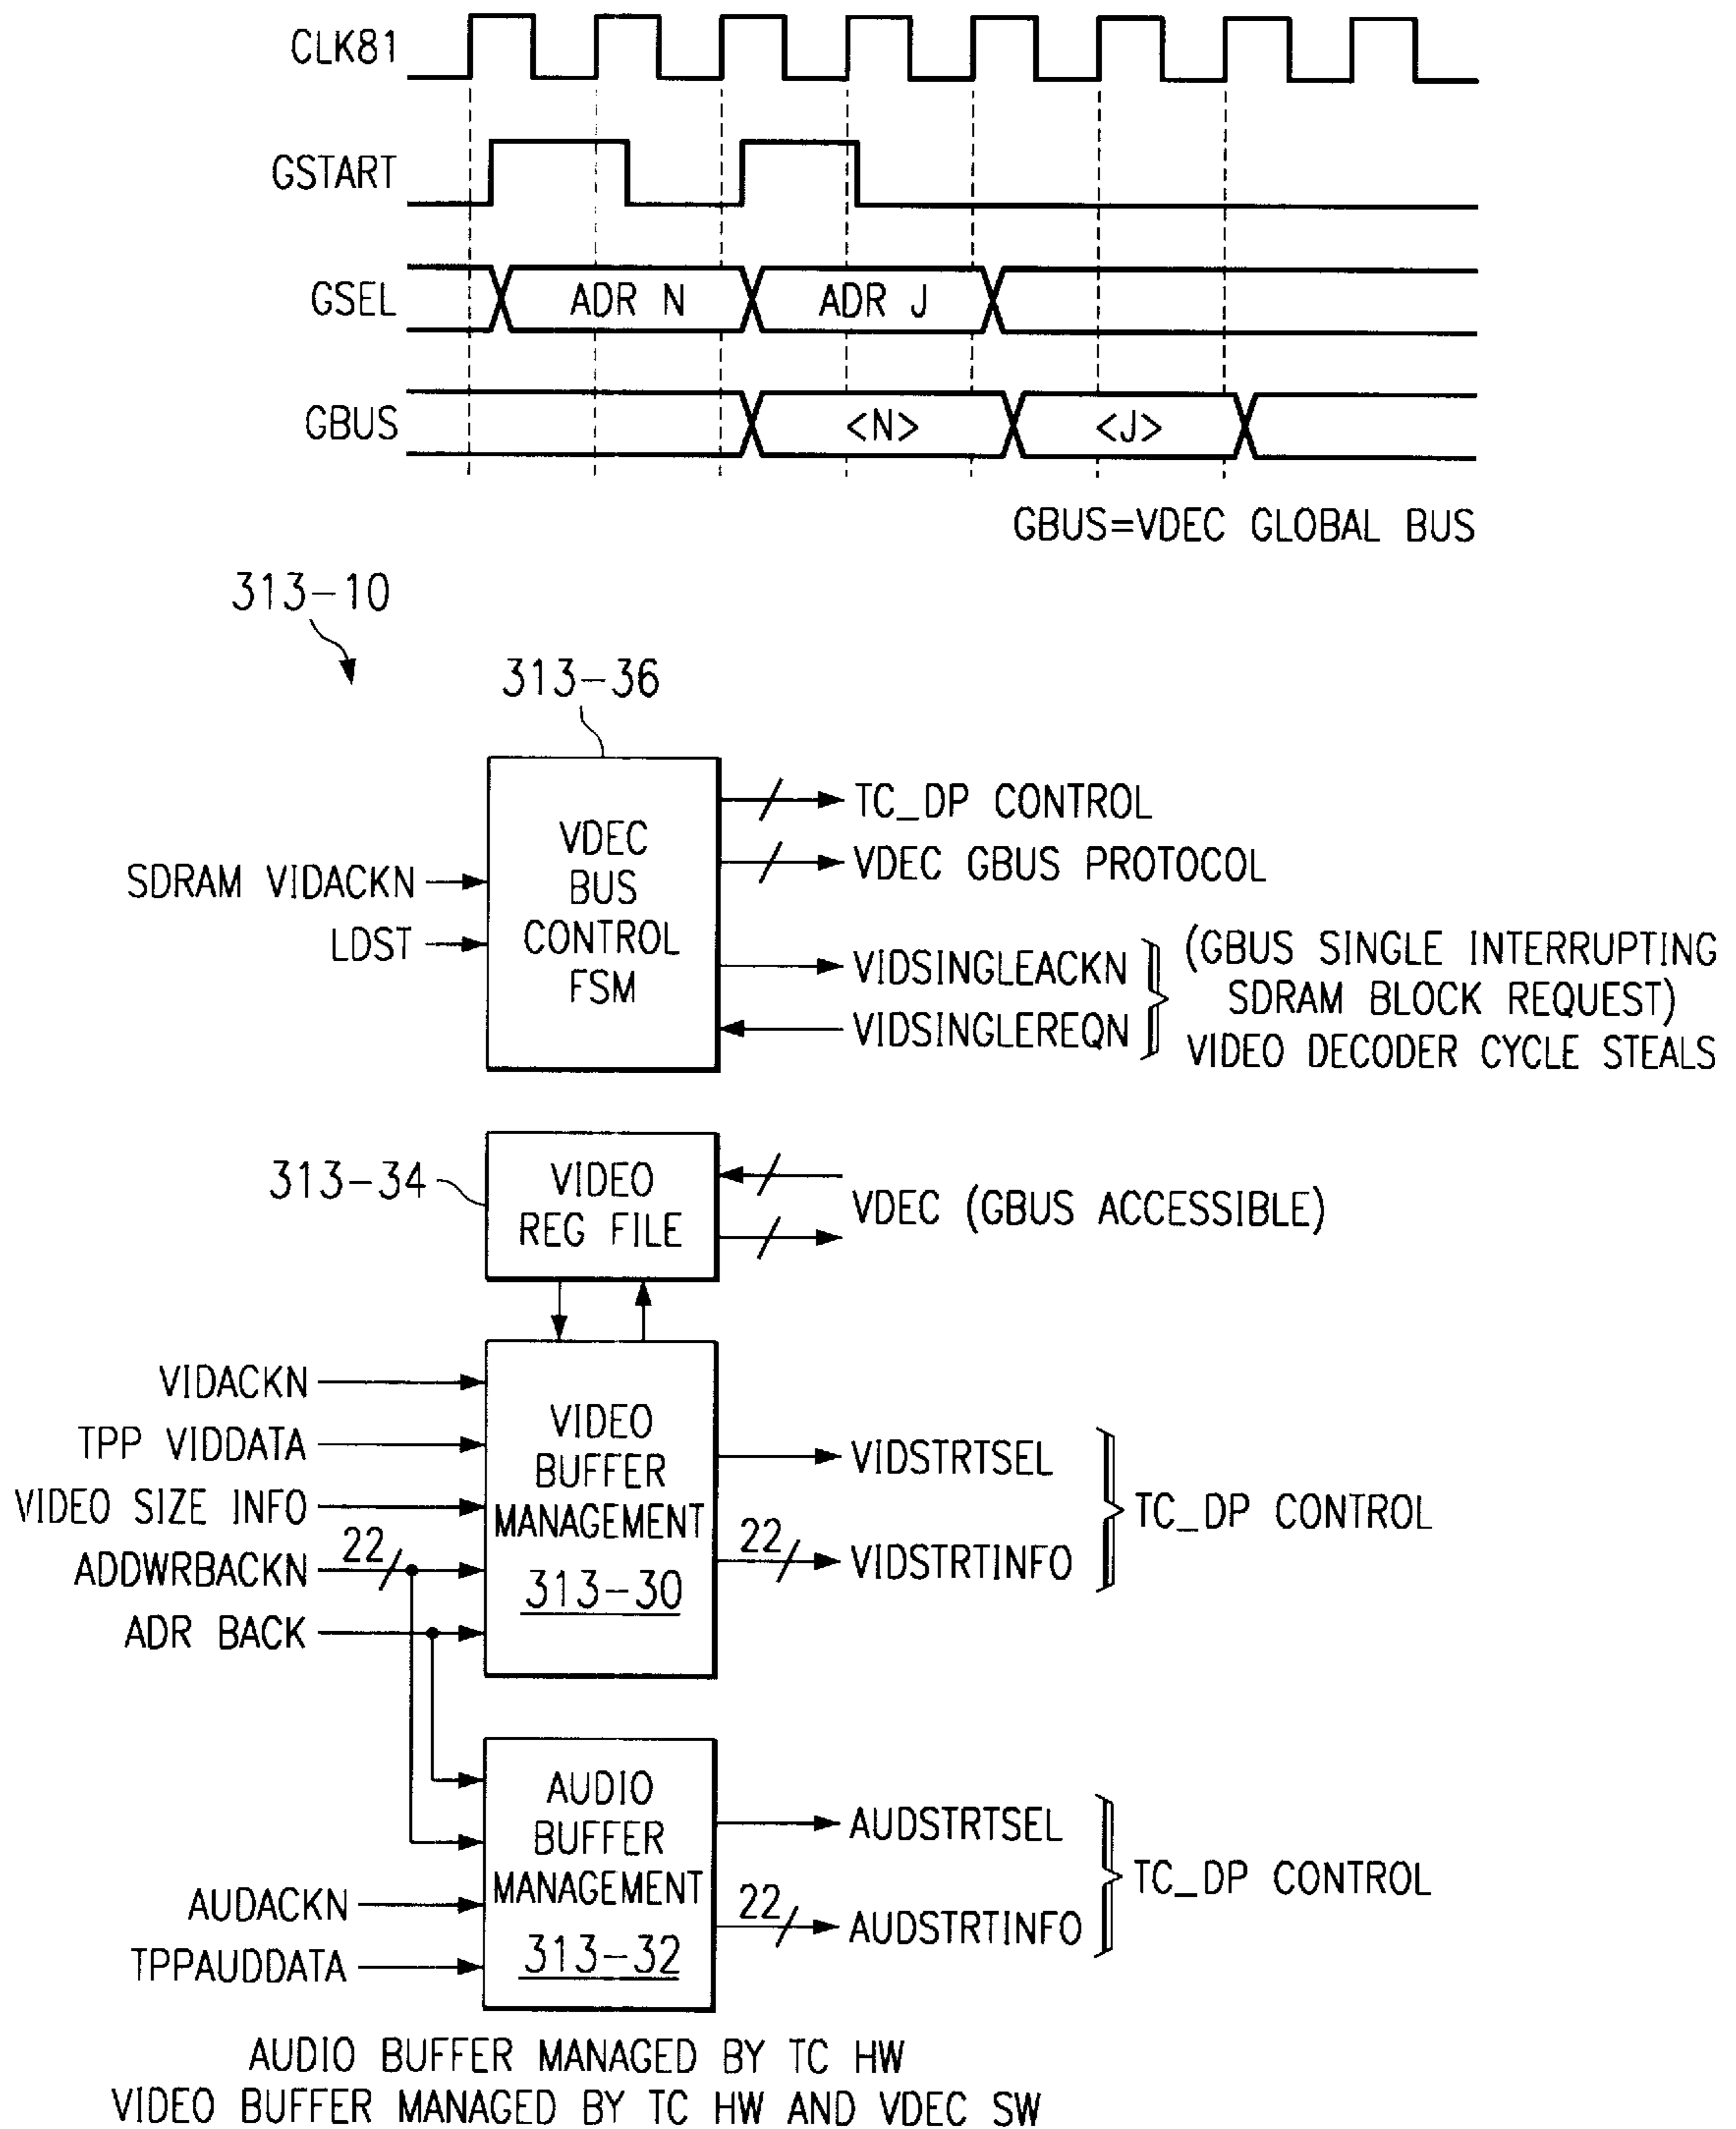 CLK81
GSTART
GSEL
ADR N
ADR J
GBUS
<N>
<J>
GBUS=VDEC GLOBAL BUS
313-10
313-36
VDEC
BUS
CONTROL
FSM
SDRAM VIDACKN
LDST
TC_DP CONTROL
VDEC GBUS PROTOCOL
VIDSINGLEACKN
VIDSINGLEREQN
(GBUS SINGLE INTERRUPTING
SDRAM BLOCK REQUEST)
VIDEO DECODER CYCLE STEALS
313-34
VIDEO
REG FILE
VDEC (GBUS ACCESSIBLE)
VIDACKN
TPP VIDDATA
VIDEO SIZE INFO
ADDWRBACKN
22
ADR BACK
VIDEO
BUFFER
MANAGEMENT
313-30
VIDSTRTSEL
22
VIDSTRTINFO
TC_DP CONTROL
AUDIO
BUFFER
MANAGEMENT
313-32
AUDACKN
TPPAUDDATA
AUDSTRTSEL
22
AUDSTRTINFO
TC_DP CONTROL
AUDIO BUFFER MANAGED BY TC HW
VIDEO BUFFER MANAGED BY TC HW AND VDEC SW